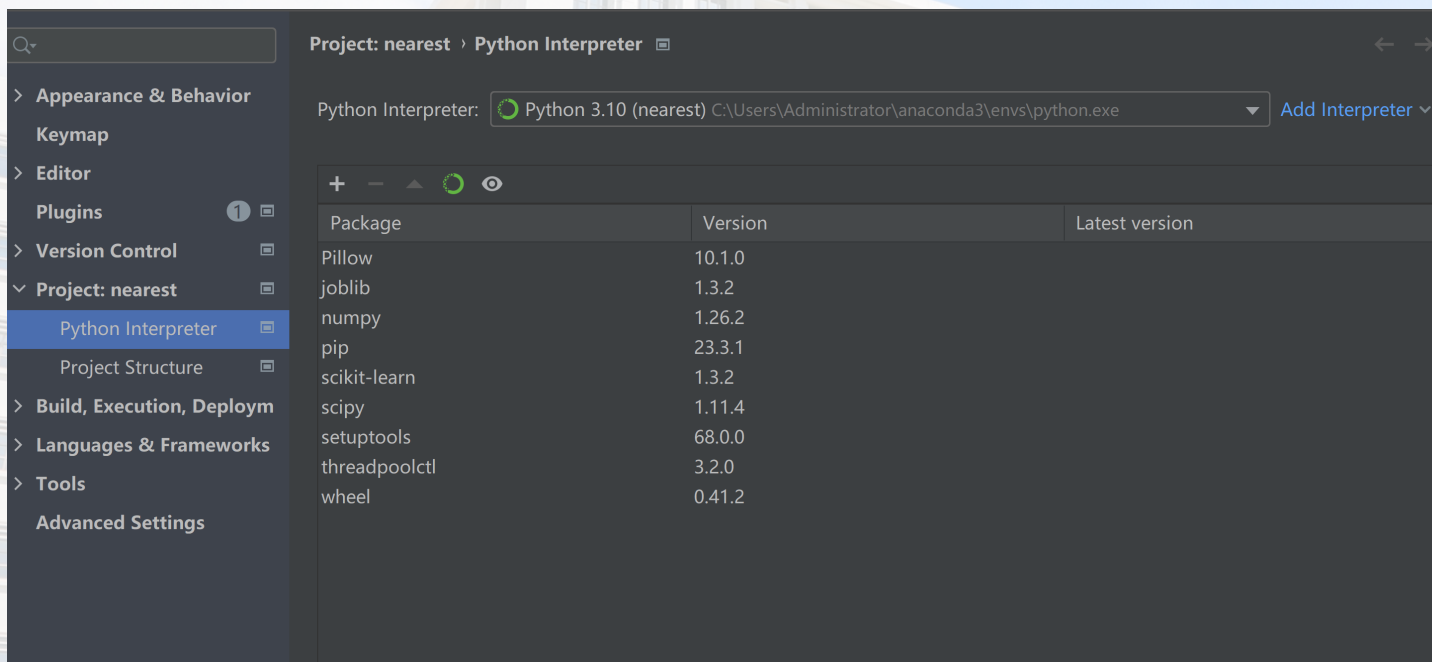 Project: nearest › Python Interpreter
Python Interpreter: Python 3.10 (nearest) C:\Users\Administrator\anaconda3\envs\python.exe Add Interpreter
Appearance & Behavior
Keymap
Editor
Plugins 1
Version Control
Project: nearest
Python Interpreter
Project Structure
Build, Execution, Deploym
Languages & Frameworks
Tools
Advanced Settings
Package Version Latest version
Pillow 10.1.0
joblib 1.3.2
numpy 1.26.2
pip 23.3.1
scikit-learn 1.3.2
scipy 1.11.4
setuptools 68.0.0
threadpoolctl 3.2.0
wheel 0.41.2